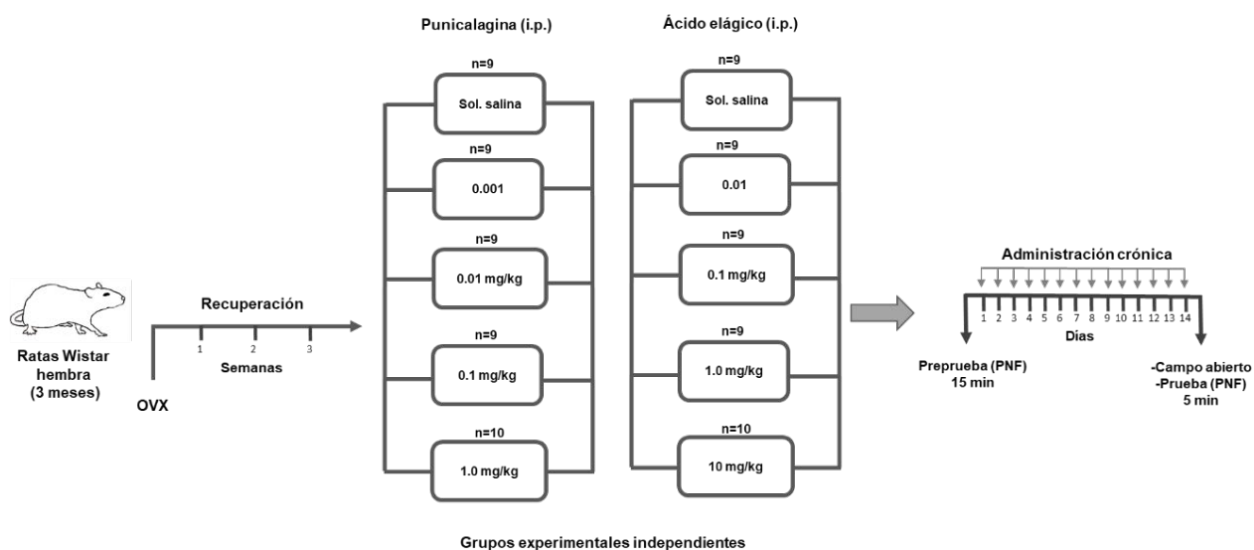 Punicalagina (i.p.)
n=9
Sol. salina
n=9
0.001
n=9
0.01 mg/kg
n=9
0.1 mg/kg
n=10
1.0 mg/kg
Ácido elágico (i.p.)
n=9
Sol. salina
n=9
0.01
n=9
0.1 mg/kg
n=9
1.0 mg/kg
n=10
10 mg/kg
Ratas Wistar
hembra
(3 meses)
Recuperación
1 2 3
Semanas
OVX
Administración crónica
1 2 3 4 5 6 7 8 9 10 11 12 13 14
Días
Preprueba (PNF)
15 min
-Campo abierto
-Prueba (PNF)
5 min
Grupos experimentales independientes